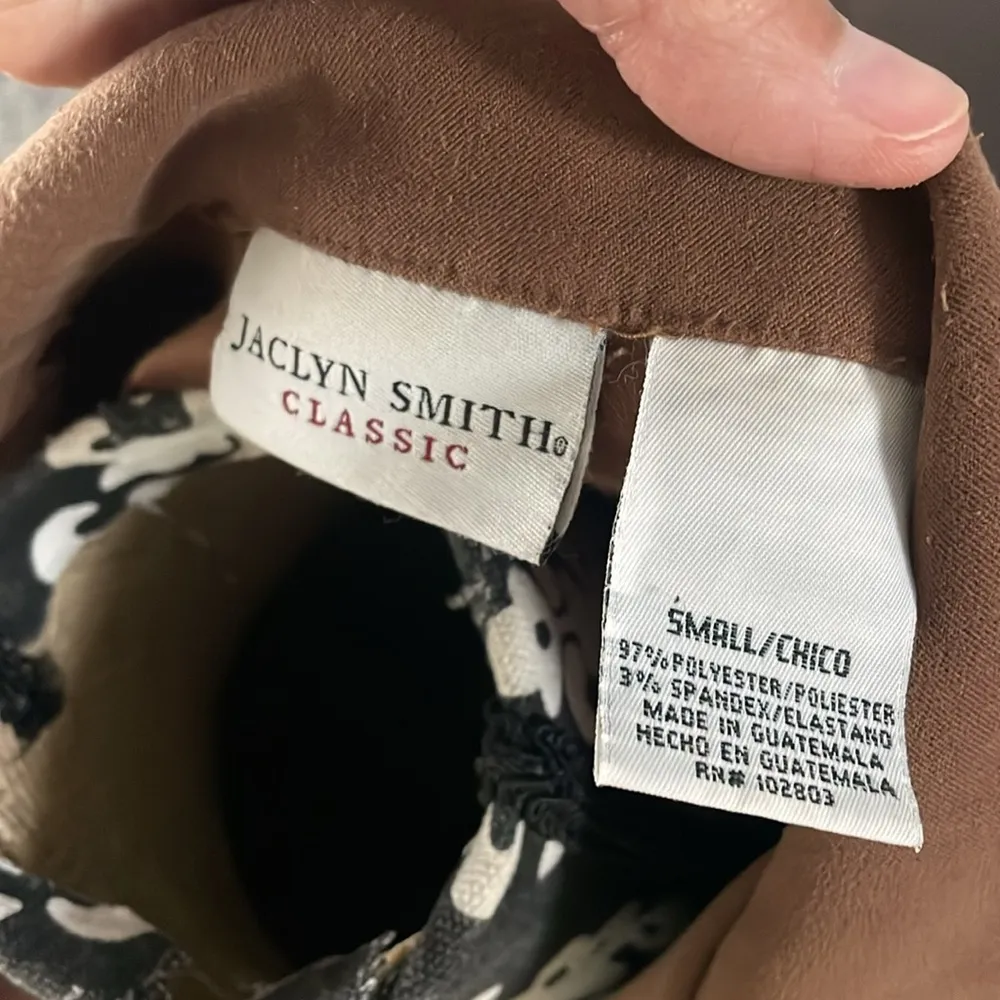 JACLYN SMITH®
CLASSIC
SMALL/CHICO
97% POLYESTER/POLIESTER
3% SPANDEX/ELASTANO
MADE IN GUATEMALA
HECHO EN GUATEMALA
RN# 102803